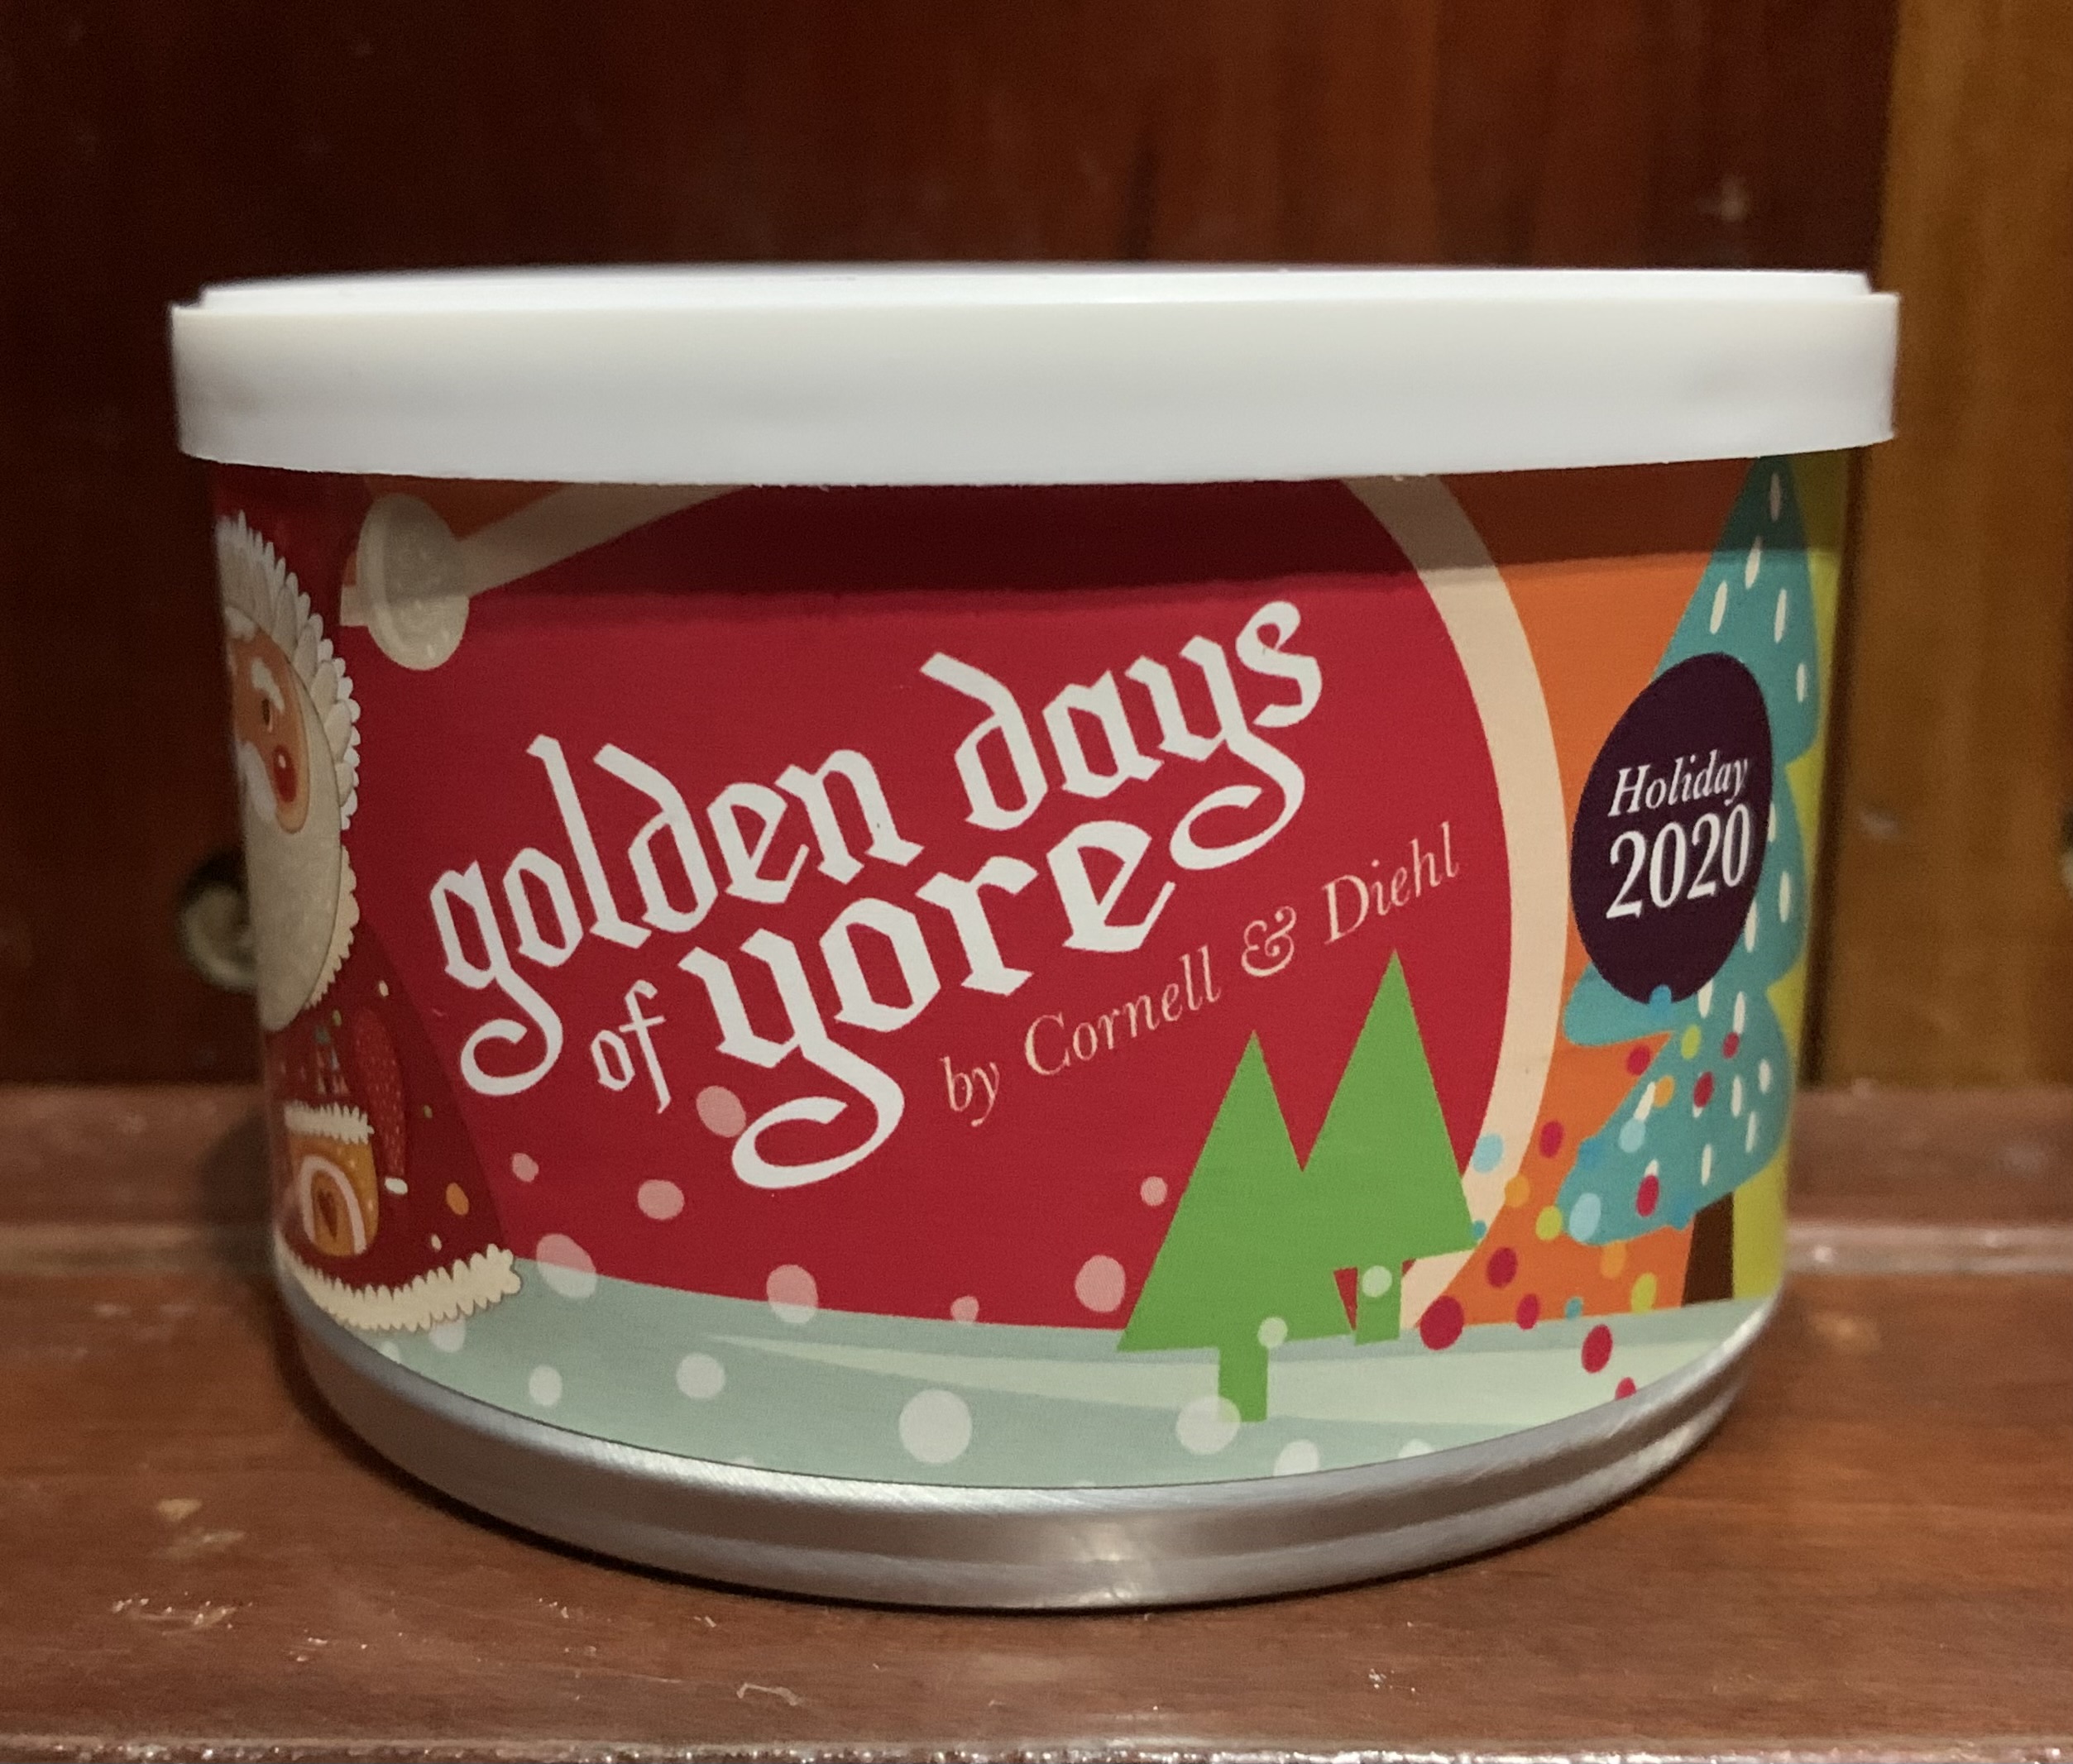 golden days
of yore
by Cornell & Diehl
Holiday
2020